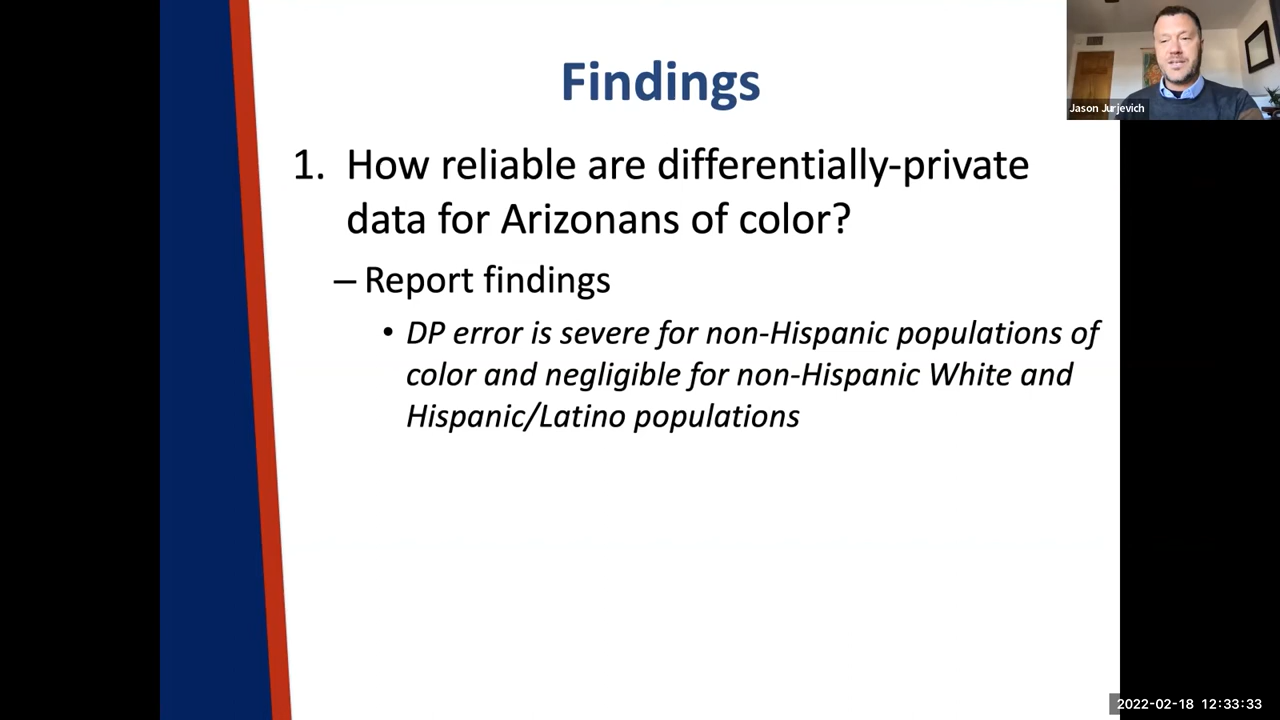 Findings
Jason Jurjevich
1. How reliable are differentially-private
data for Arizonans of color?
– Report findings
• DP error is severe for non-Hispanic populations of
color and negligible for non-Hispanic White and
Hispanic/Latino populations
2022-02-18 12:33:33